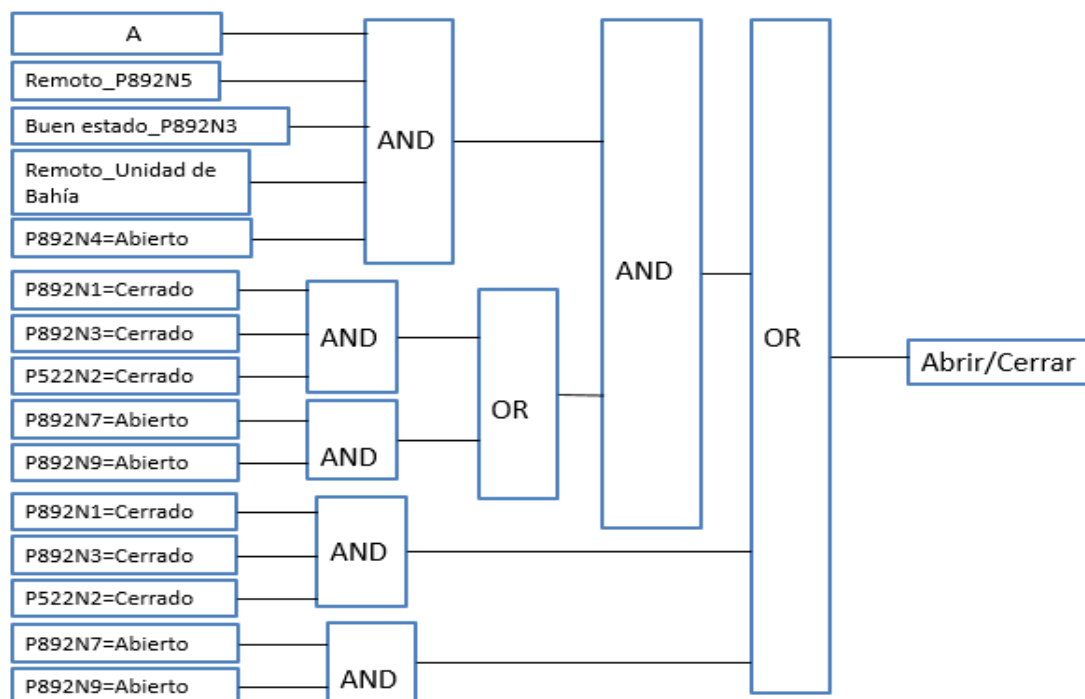 A
Remoto_P892N5
Buen estado_P892N3
Remoto_Unidad de
Bahía
P892N4=Abierto
AND
P892N1=Cerrado
P892N3=Cerrado
P522N2=Cerrado
AND
P892N7=Abierto
P892N9=Abierto
AND
OR
AND
P892N1=Cerrado
P892N3=Cerrado
P522N2=Cerrado
AND
P892N7=Abierto
P892N9=Abierto
AND
OR
Abrir/Cerrar